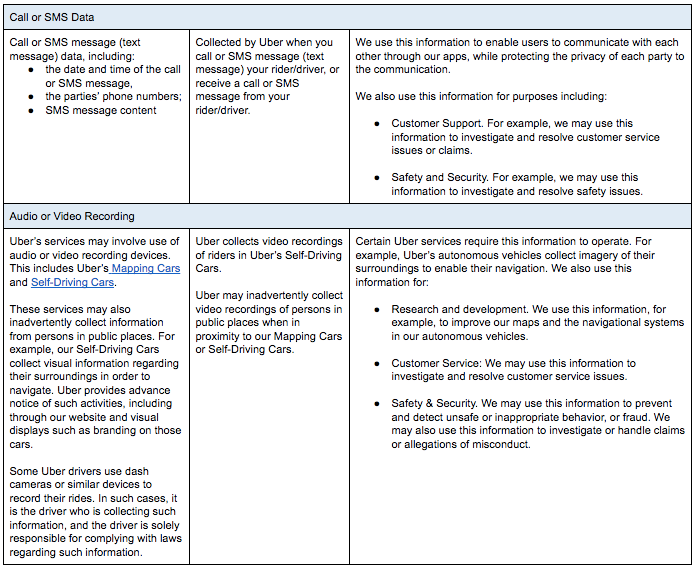 Call or SMS Data
Call or SMS message (text
message) data, including:
● the date and time of the call
or SMS message,
● the parties' phone numbers;
● SMS message content
Collected by Uber when you
call or SMS message (text
message) your rider/driver, or
receive a call or SMS
message from your
rider/driver.
We use this information to enable users to communicate with each
other through our apps, while protecting the privacy of each party to
the communication.
We also use this information for purposes including:
● Customer Support. For example, we may use this
information to investigate and resolve customer service
issues or claims.
● Safety and Security. For example, we may use this
information to investigate and resolve safety issues.
Audio or Video Recording
Uber's services may involve use of
audio or video recording devices.
This includes Uber's Mapping Cars
and Self-Driving Cars.
These services may also
inadvertently collect information
from persons in public places. For
example, our Self-Driving Cars
collect visual information regarding
their surroundings in order to
navigate. Uber provides advance
notice of such activities, including
through our website and visual
displays such as branding on those
cars.
Some Uber drivers use dash
cameras or similar devices to
record their rides. In such cases, it
is the driver who is collecting such
information, and the driver is solely
responsible for complying with laws
regarding such information.
Uber collects video recordings
of riders in Uber's Self-Driving
Cars.
Uber may inadvertently collect
video recordings of persons in
public places when in
proximity to our Mapping Cars
or Self-Driving Cars.
Certain Uber services require this information to operate. For
example, Uber's autonomous vehicles collect imagery of their
surroundings to enable their navigation. We also use this
information for:
● Research and development. We use this information, for
example, to improve our maps and the navigational systems
in our autonomous vehicles.
● Customer Service: We may use this information to
investigate and resolve customer service issues.
● Safety & Security. We may use this information to prevent
and detect unsafe or inappropriate behavior, or fraud. We
may also use this information to investigate or handle claims
or allegations of misconduct.